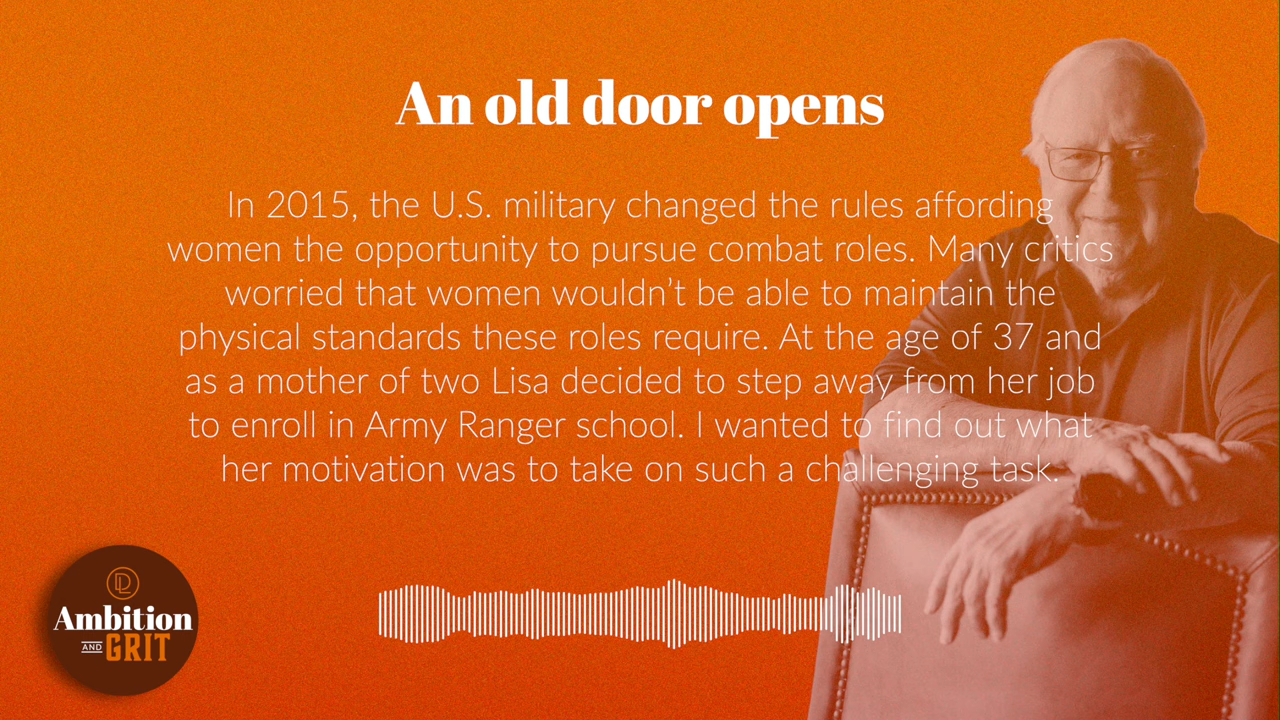 An old door opens
In 2015, the U.S. military changed the rules affording
women the opportunity to pursue combat roles. Many critics
worried that women wouldn't be able to maintain the
physical standards these roles require. At the age of 37 and
as a mother of two Lisa decided to step away from her job
to enroll in Army Ranger school. I wanted to find out what
her motivation was to take on such a challenging task.
DL
Ambition
AND GRIT